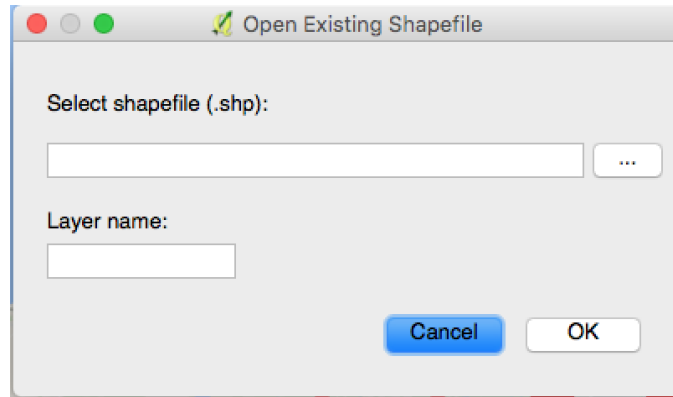 Open Existing Shapefile
Select shapefile (.shp):
...
Layer name:
Cancel OK